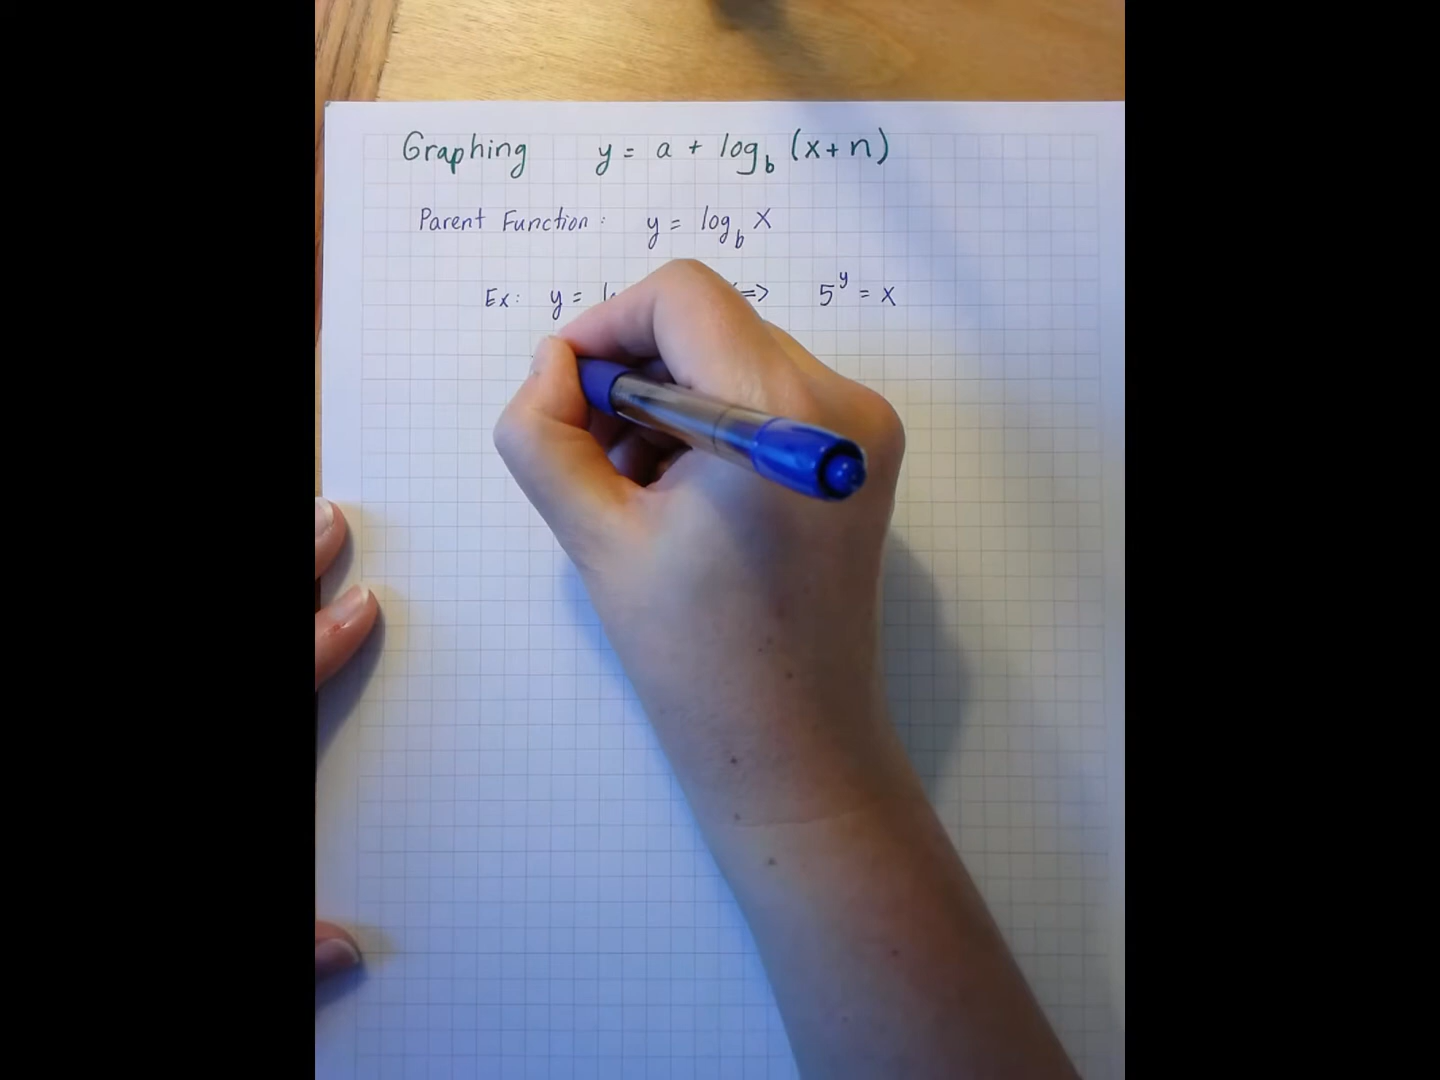 Graphing y = a + log_b (x+n)
Parent Function: y = log_b x
Ex: y = <=> 5^y = x